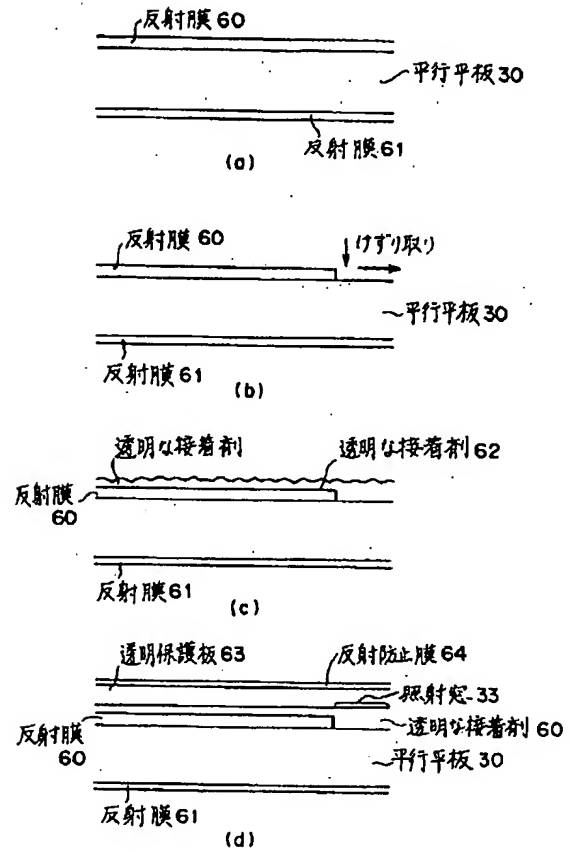 反射膜60
平行平板30
反射膜61
(a)
反射膜60
けずり取り
平行平板30
反射膜61
(b)
透明な接着剤
透明な接着剤62
反射膜
60
反射膜61
(c)
透明保護板63
反射防止膜64
照射窓-33
反射膜
60
透明な接着剤60
平行平板30
反射膜61
(d)